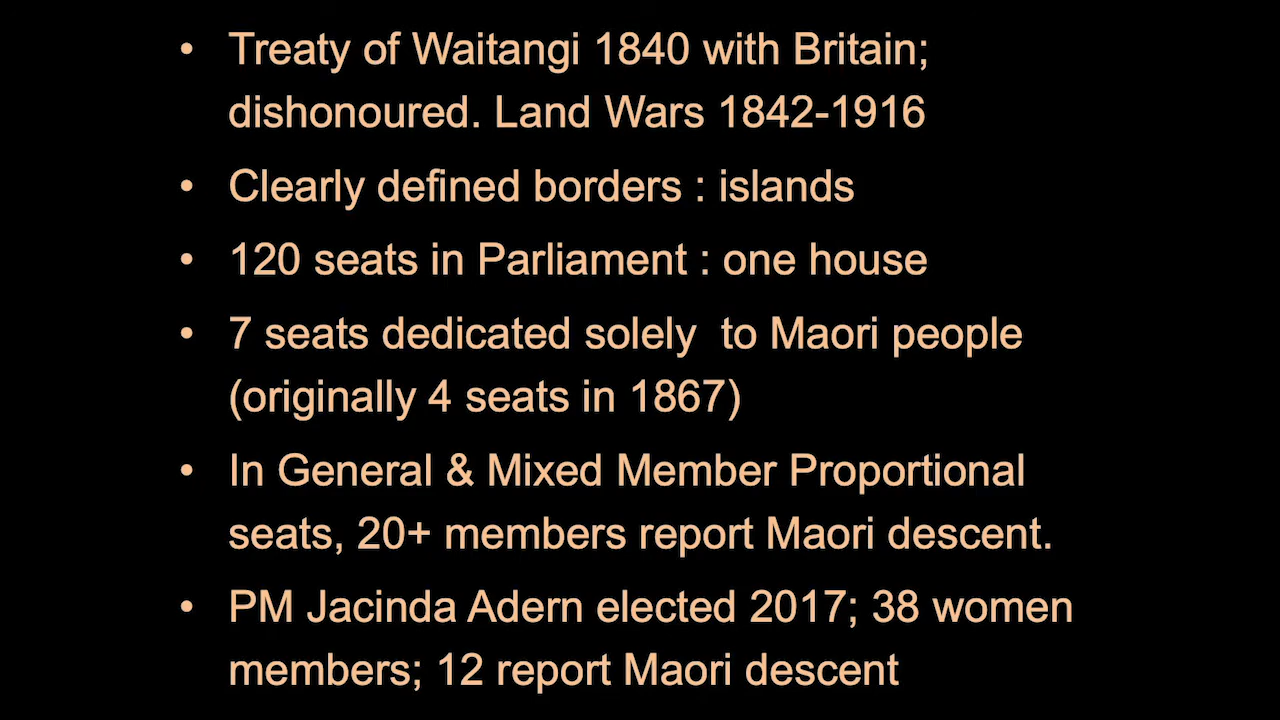 • Treaty of Waitangi 1840 with Britain;
dishonoured. Land Wars 1842-1916
• Clearly defined borders : islands
• 120 seats in Parliament : one house
• 7 seats dedicated solely  to Maori people
(originally 4 seats in 1867)
• In General & Mixed Member Proportional
seats, 20+ members report Maori descent.
• PM Jacinda Adern elected 2017; 38 women
members; 12 report Maori descent